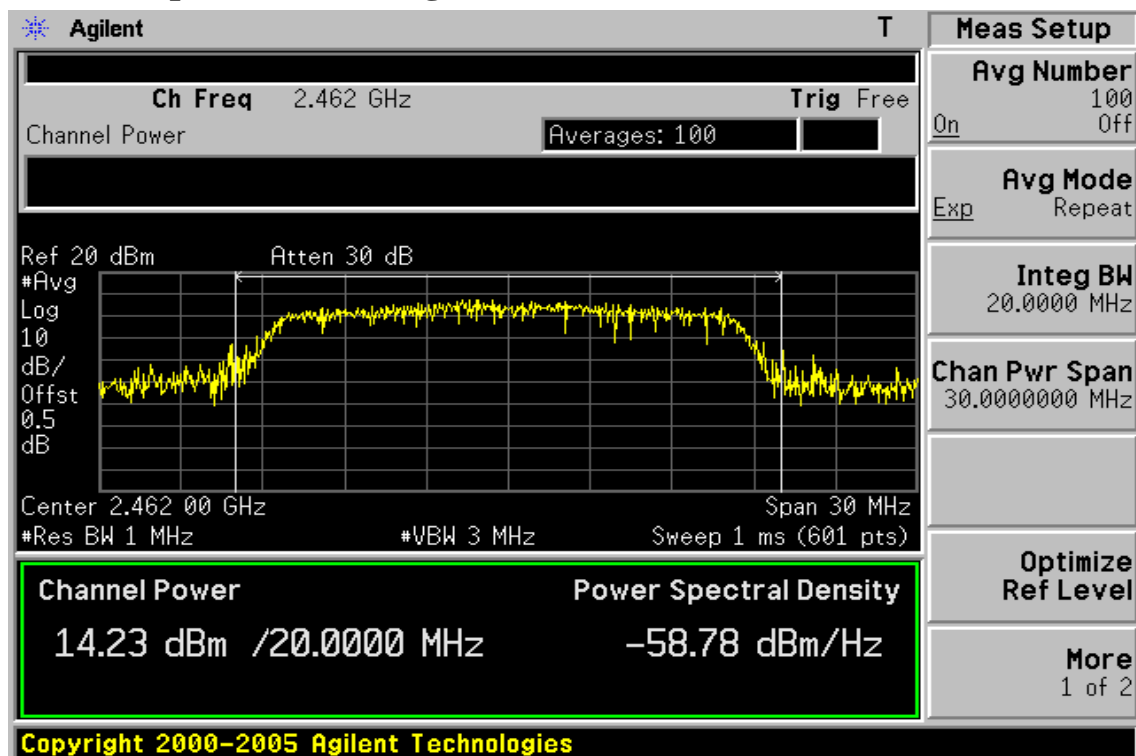 Agilent T
Ch Freq 2.462 GHz Trig Free
Channel Power Averages: 100
Ref 20 dBm Atten 30 dB
#Avg
Log
10
dB/
Offst
0.5
dB
Center 2.462 00 GHz Span 30 MHz
#Res BW 1 MHz #VBW 3 MHz Sweep 1 ms (601 pts)
Channel Power Power Spectral Density
14.23 dBm /20.0000 MHz -58.78 dBm/Hz
Copyright 2000-2005 Agilent Technologies
Meas Setup
Avg Number
100
On Off
Avg Mode
Exp Repeat
Integ BW
20.0000 MHz
Chan Pwr Span
30.0000000 MHz
Optimize
Ref Level
More
1 of 2